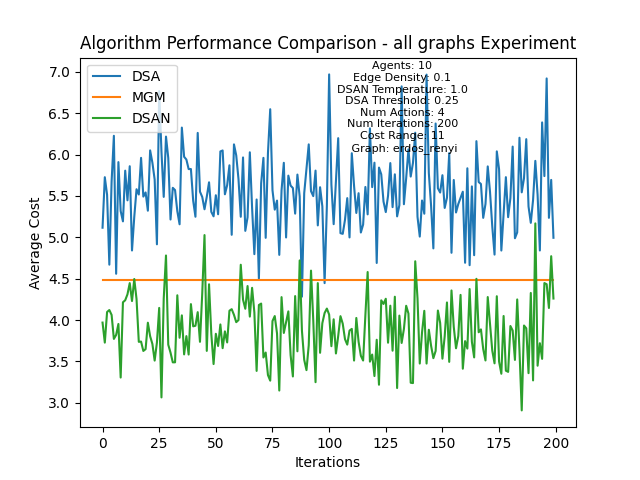 Algorithm Performance Comparison - all graphs Experiment
DSA
MGM
DSAN
Agents: 10
Edge Density: 0.1
DSAN Temperature: 1.0
DSA Threshold: 0.25
Num Actions: 4
Num Iterations: 200
Cost Range: 11
Graph: erdos_renyi
Average Cost
7.0
6.5
6.0
5.5
5.0
4.5
4.0
3.5
3.0
0 25 50 75 100 125 150 175 200
Iterations